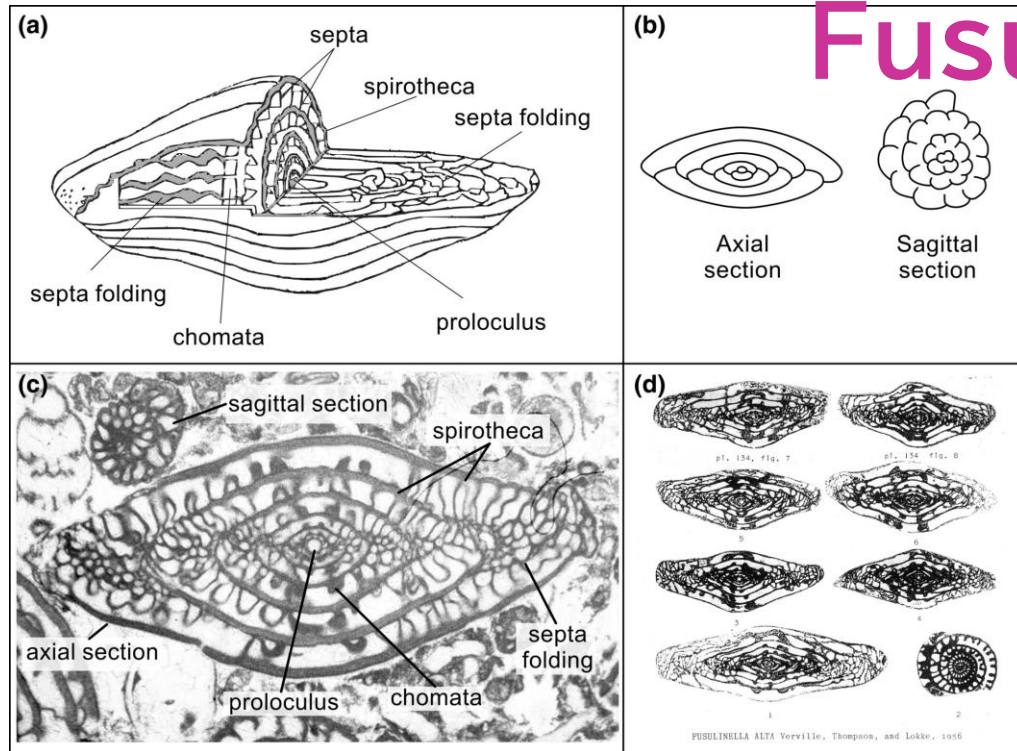 (a)
septa
spirotheca
septa folding
septa folding
chomata
proloculus
(b)
Fusu
Axial
section
Sagittal
section
(c)
sagittal section
spirotheca
axial section
proloculus
chomata
septa
folding
(d)
pl. 134, fig. 7
pl. 134 fig. 8
5
6
3
4
1
2
FUSULINELLA ALTA Verville, Thompson, and Lokke, 1956